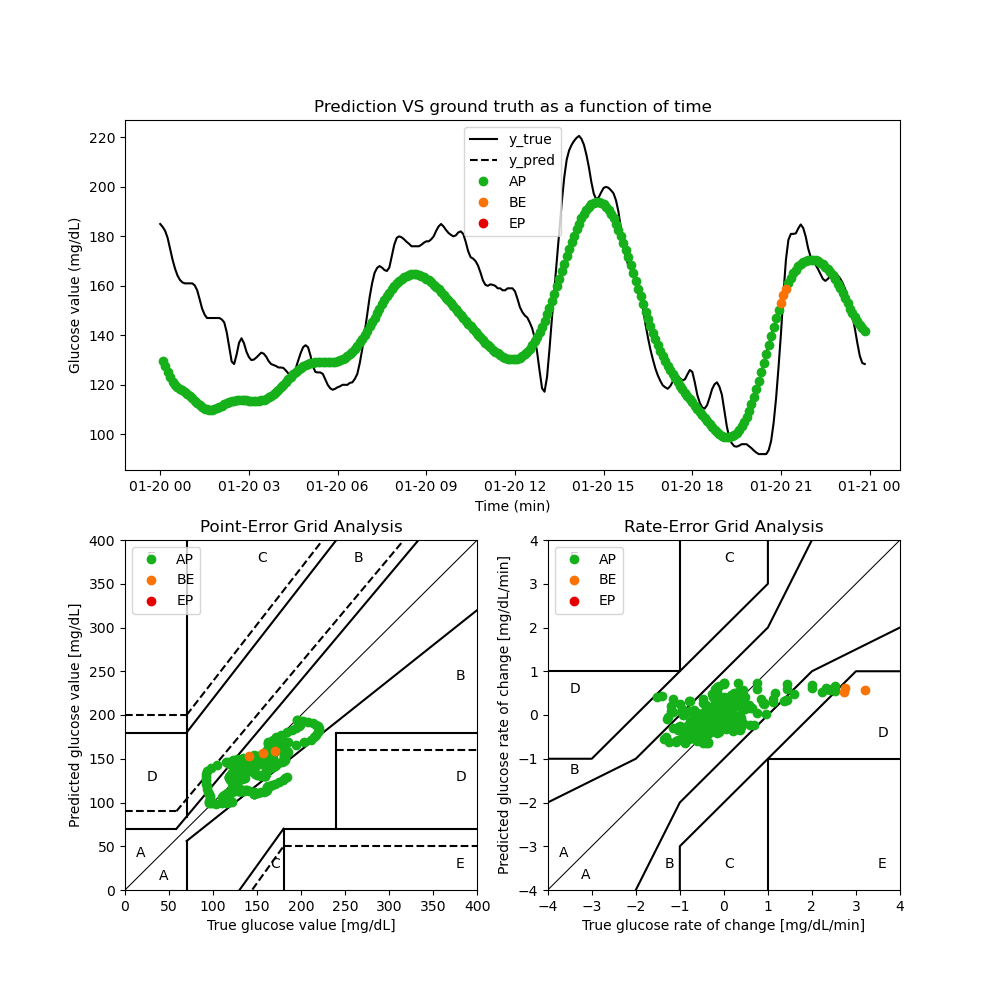 Prediction VS ground truth as a function of time
Glucose value (mg/dL)
220
200
180
160
140
120
100
y_true
y_pred
AP
BE
EP
01-20 00 01-20 03 01-20 06 01-20 09 01-20 12 01-20 15 01-20 18 01-20 21 01-21 00
Time (min)
Point-Error Grid Analysis
Predicted glucose value [mg/dL]
400
350
300
250
200
150
100
50
0
AP
BE
EP
C
B
B
D
D
A
A
C
E
0 50 100 150 200 250 300 350 400
True glucose value [mg/dL]
Rate-Error Grid Analysis
Predicted glucose rate of change [mg/dL/min]
4
3
2
1
0
−1
−2
−3
−4
AP
BE
EP
C
D
D
B
A
A
B
C
E
−4 −3 −2 −1 0 1 2 3 4
True glucose rate of change [mg/dL/min]